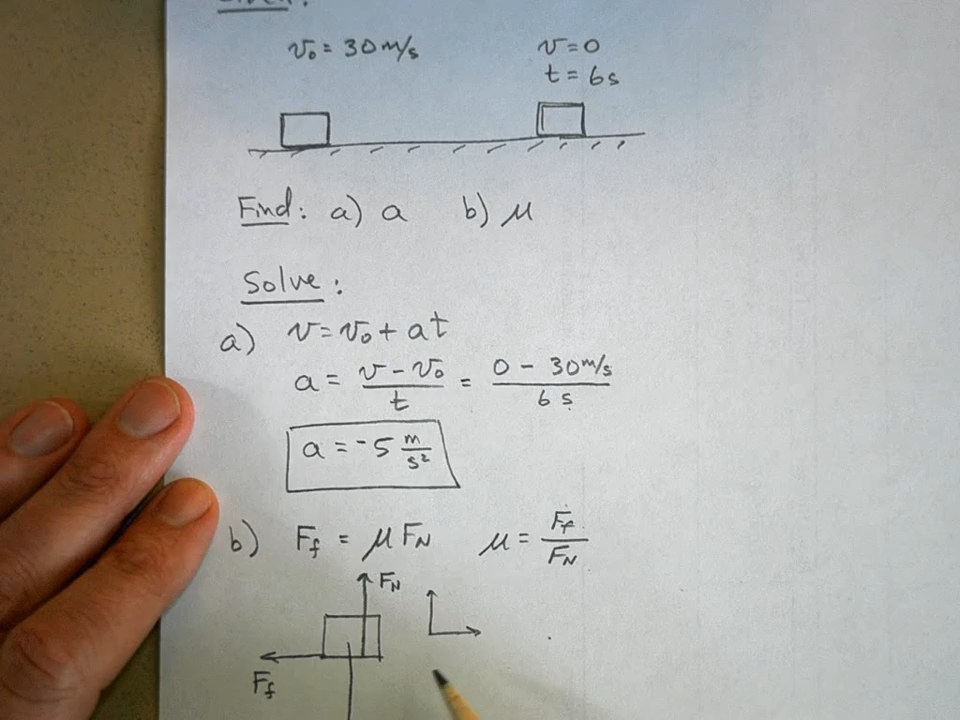 Given:
v₀ = 30 m/s
v = 0
t = 6s
Find: a) a b) μ
Solve:
a) v = v₀ + at
a = (v - v₀)/t = (0 - 30 m/s)/(6 s)
a = -5 m/s²
b) F_f = μ F_N μ = F_f/F_N
F_N
F_f